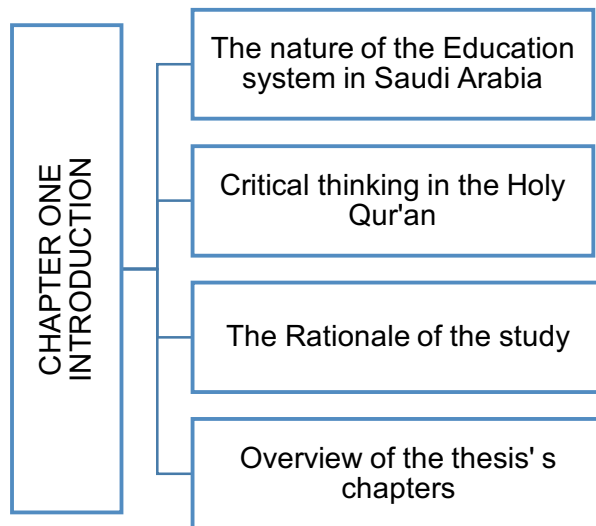 CHAPTER ONE
INTRODUCTION
The nature of the Education
system in Saudi Arabia
Critical thinking in the Holy
Qur'an
The Rationale of the study
Overview of the thesis' s
chapters